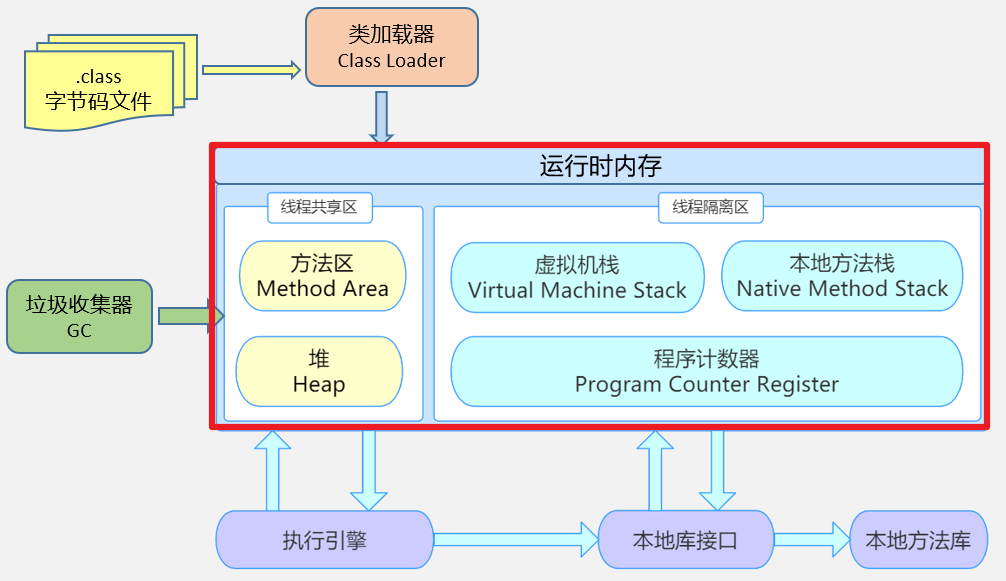 类加载器
Class Loader
.class
字节码文件
运行时内存
线程共享区
线程隔离区
方法区
Method Area
虚拟机栈
Virtual Machine Stack
本地方法栈
Native Method Stack
垃圾收集器
GC
堆
Heap
程序计数器
Program Counter Register
执行引擎
本地库接口
本地方法库